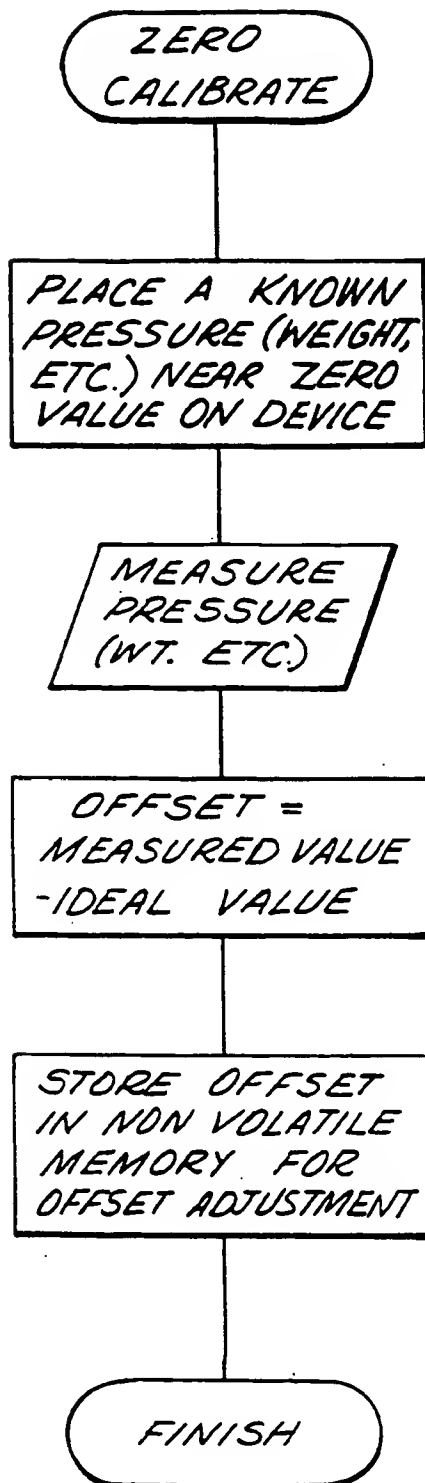 ZERO
CALIBRATE
PLACE A KNOWN
PRESSURE (WEIGHT,
ETC.) NEAR ZERO
VALUE ON DEVICE
MEASURE
PRESSURE
(WT. ETC.)
OFFSET =
MEASURED VALUE
-IDEAL VALUE
STORE OFFSET
IN NON VOLATILE
MEMORY FOR
OFFSET ADJUSTMENT
FINISH